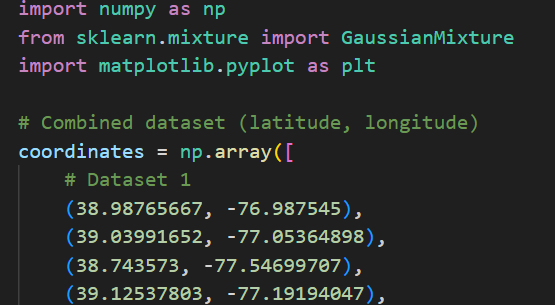 import numpy as np
from sklearn.mixture import GaussianMixture
import matplotlib.pyplot as plt
# Combined dataset (latitude, longitude)
coordinates = np.array([
# Dataset 1
(38.98765667, -76.987545),
(39.03991652, -77.05364898),
(38.743573, -77.54699707),
(39.12537803, -77.19194047),